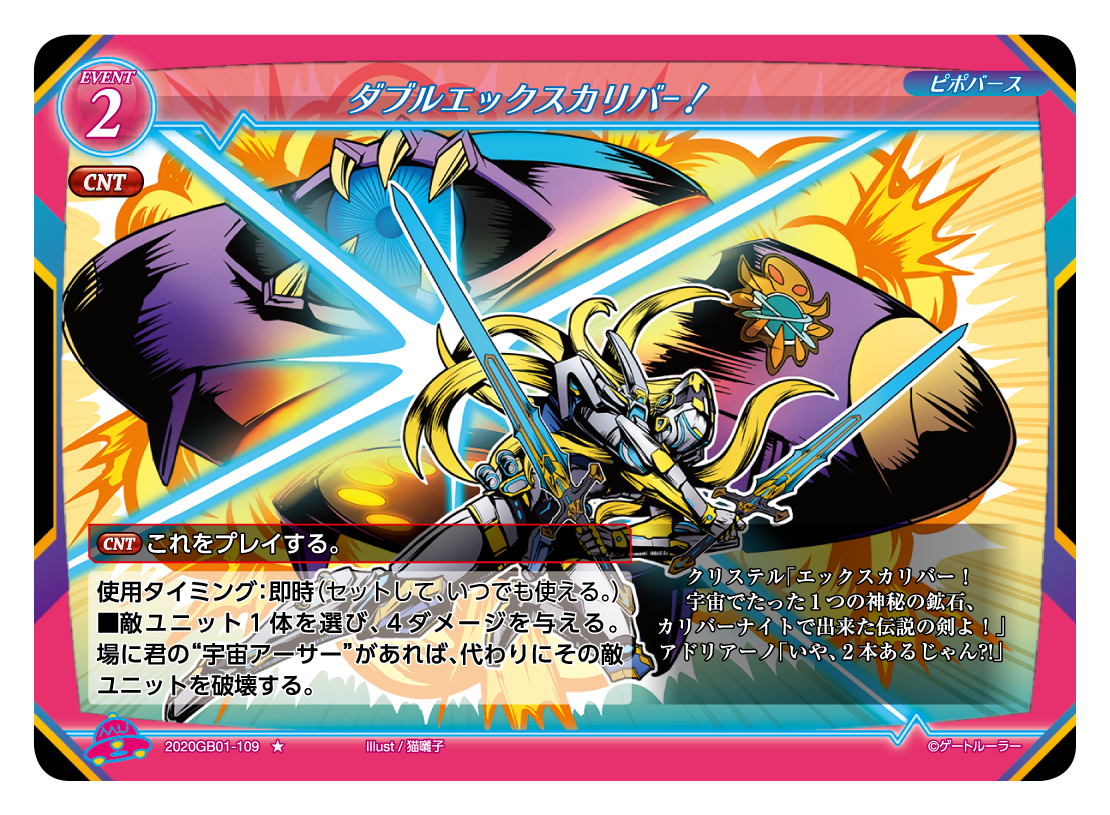 EVENT
2
ダブルエックスカリバー！
ピポバース
CNT
CNT これをプレイする。
使用タイミング：即時（セットして、いつでも使える。）
■敵ユニット１体を選び、４ダメージを与える。
場に君の“宇宙アーサー”があれば、代わりにその敵
ユニットを破壊する。
クリステル「エックスカリバー！
宇宙でたった１つの神秘の鉱石、
カリバーナイトで出来た伝説の剣よ！」
アドリアーノ「いや、２本あるじゃん?!」
MU
2020GB01-109 ★
Illust / 猫囃子
©ゲートルーラー